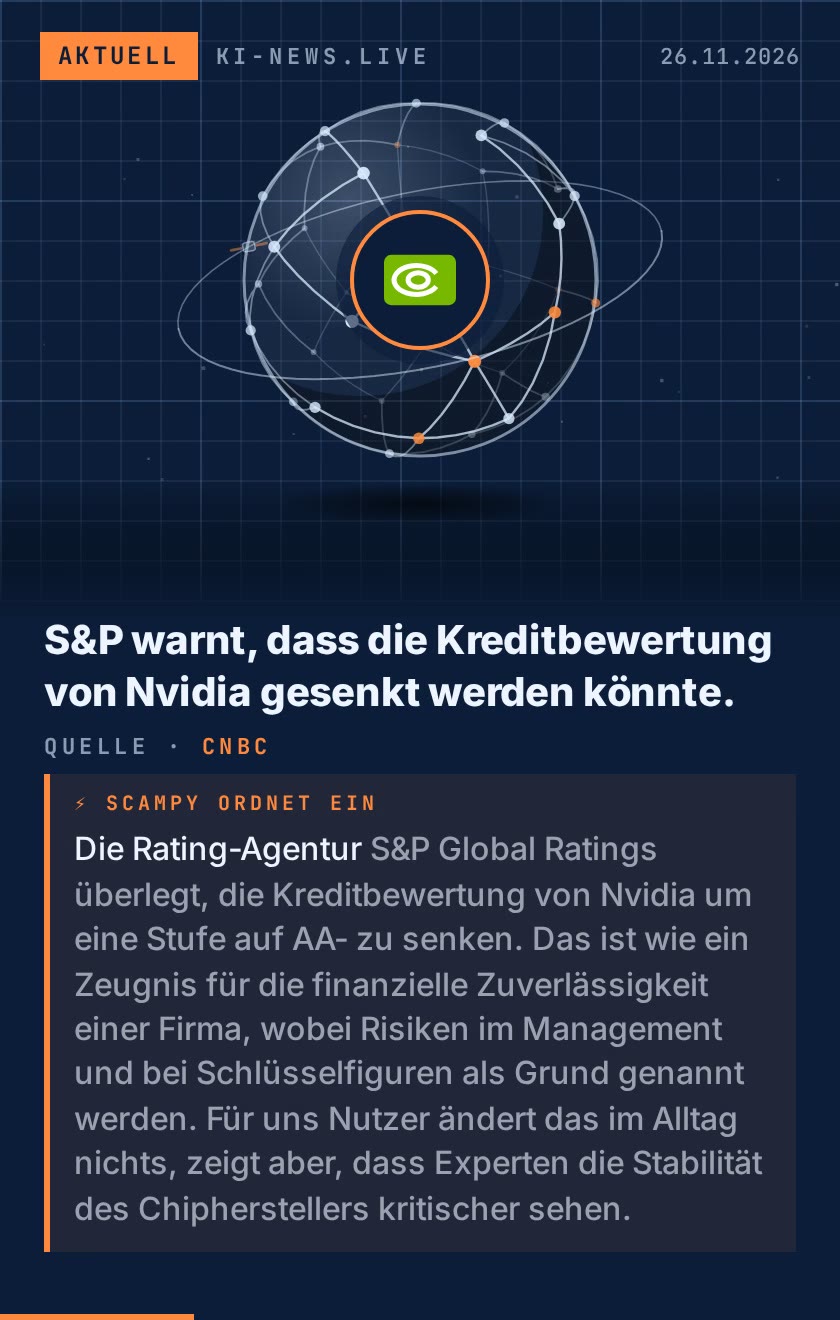 AKTUELL KI-NEWS.LIVE 26.11.2026
S&P warnt, dass die Kreditbewertung
von Nvidia gesenkt werden könnte.
QUELLE · CNBC
⚡ SCAMPY ORDNET EIN
Die Rating-Agentur S&P Global Ratings
überlegt, die Kreditbewertung von Nvidia um
eine Stufe auf AA- zu senken. Das ist wie ein
Zeugnis für die finanzielle Zuverlässigkeit
einer Firma, wobei Risiken im Management
und bei Schlüsselfiguren als Grund genannt
werden. Für uns Nutzer ändert das im Alltag
nichts, zeigt aber, dass Experten die Stabilität
des Chipherstellers kritischer sehen.